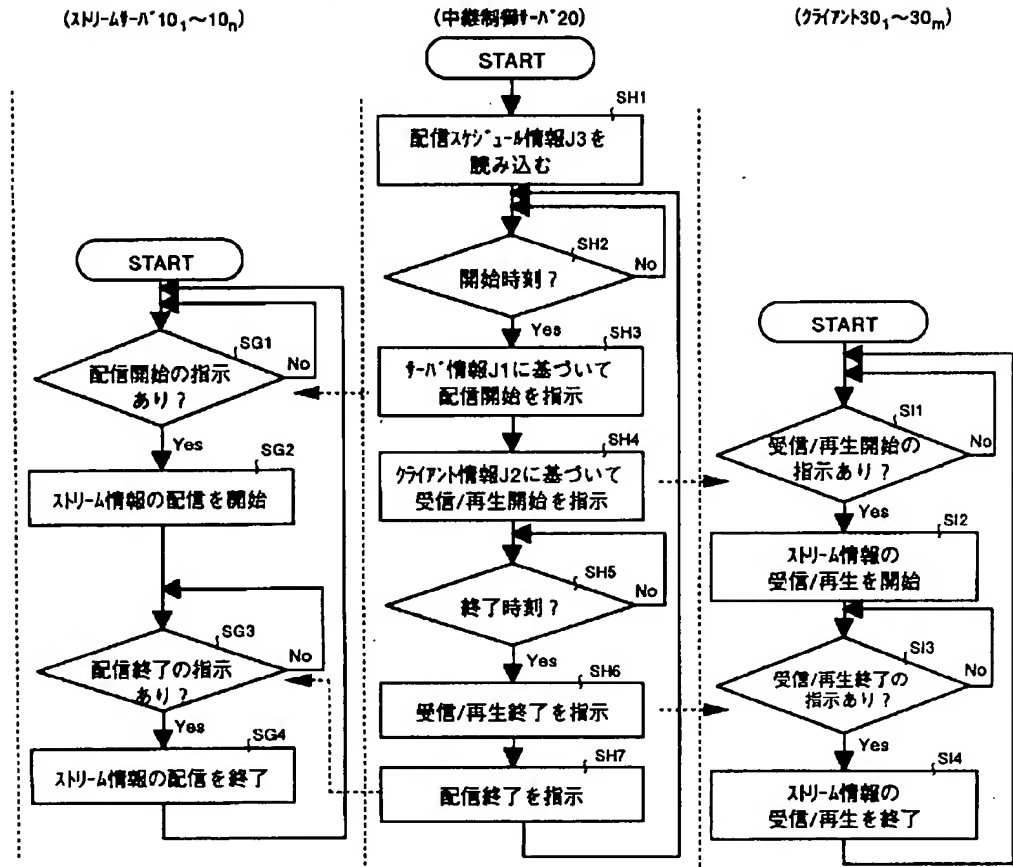 (ストリームサーバ10₁〜10ₙ)
START
SG1
配信開始の指示
あり？
No
Yes
SG2
ストリーム情報の配信を開始
SG3
配信終了の指示
あり？
No
Yes
SG4
ストリーム情報の配信を終了
(中継制御サーバ20)
START
SH1
配信スケジュール情報J3を
読み込む
SH2
開始時刻？
No
Yes
SH3
サーバ情報J1に基づいて
配信開始を指示
SH4
クライアント情報J2に基づいて
受信/再生開始を指示
SH5
終了時刻？
No
Yes
SH6
受信/再生終了を指示
SH7
配信終了を指示
(クライアント30₁〜30ₘ)
START
SI1
受信/再生開始の
指示あり？
No
Yes
SI2
ストリーム情報の
受信/再生を開始
SI3
受信/再生終了の
指示あり？
No
Yes
SI4
ストリーム情報の
受信/再生を終了